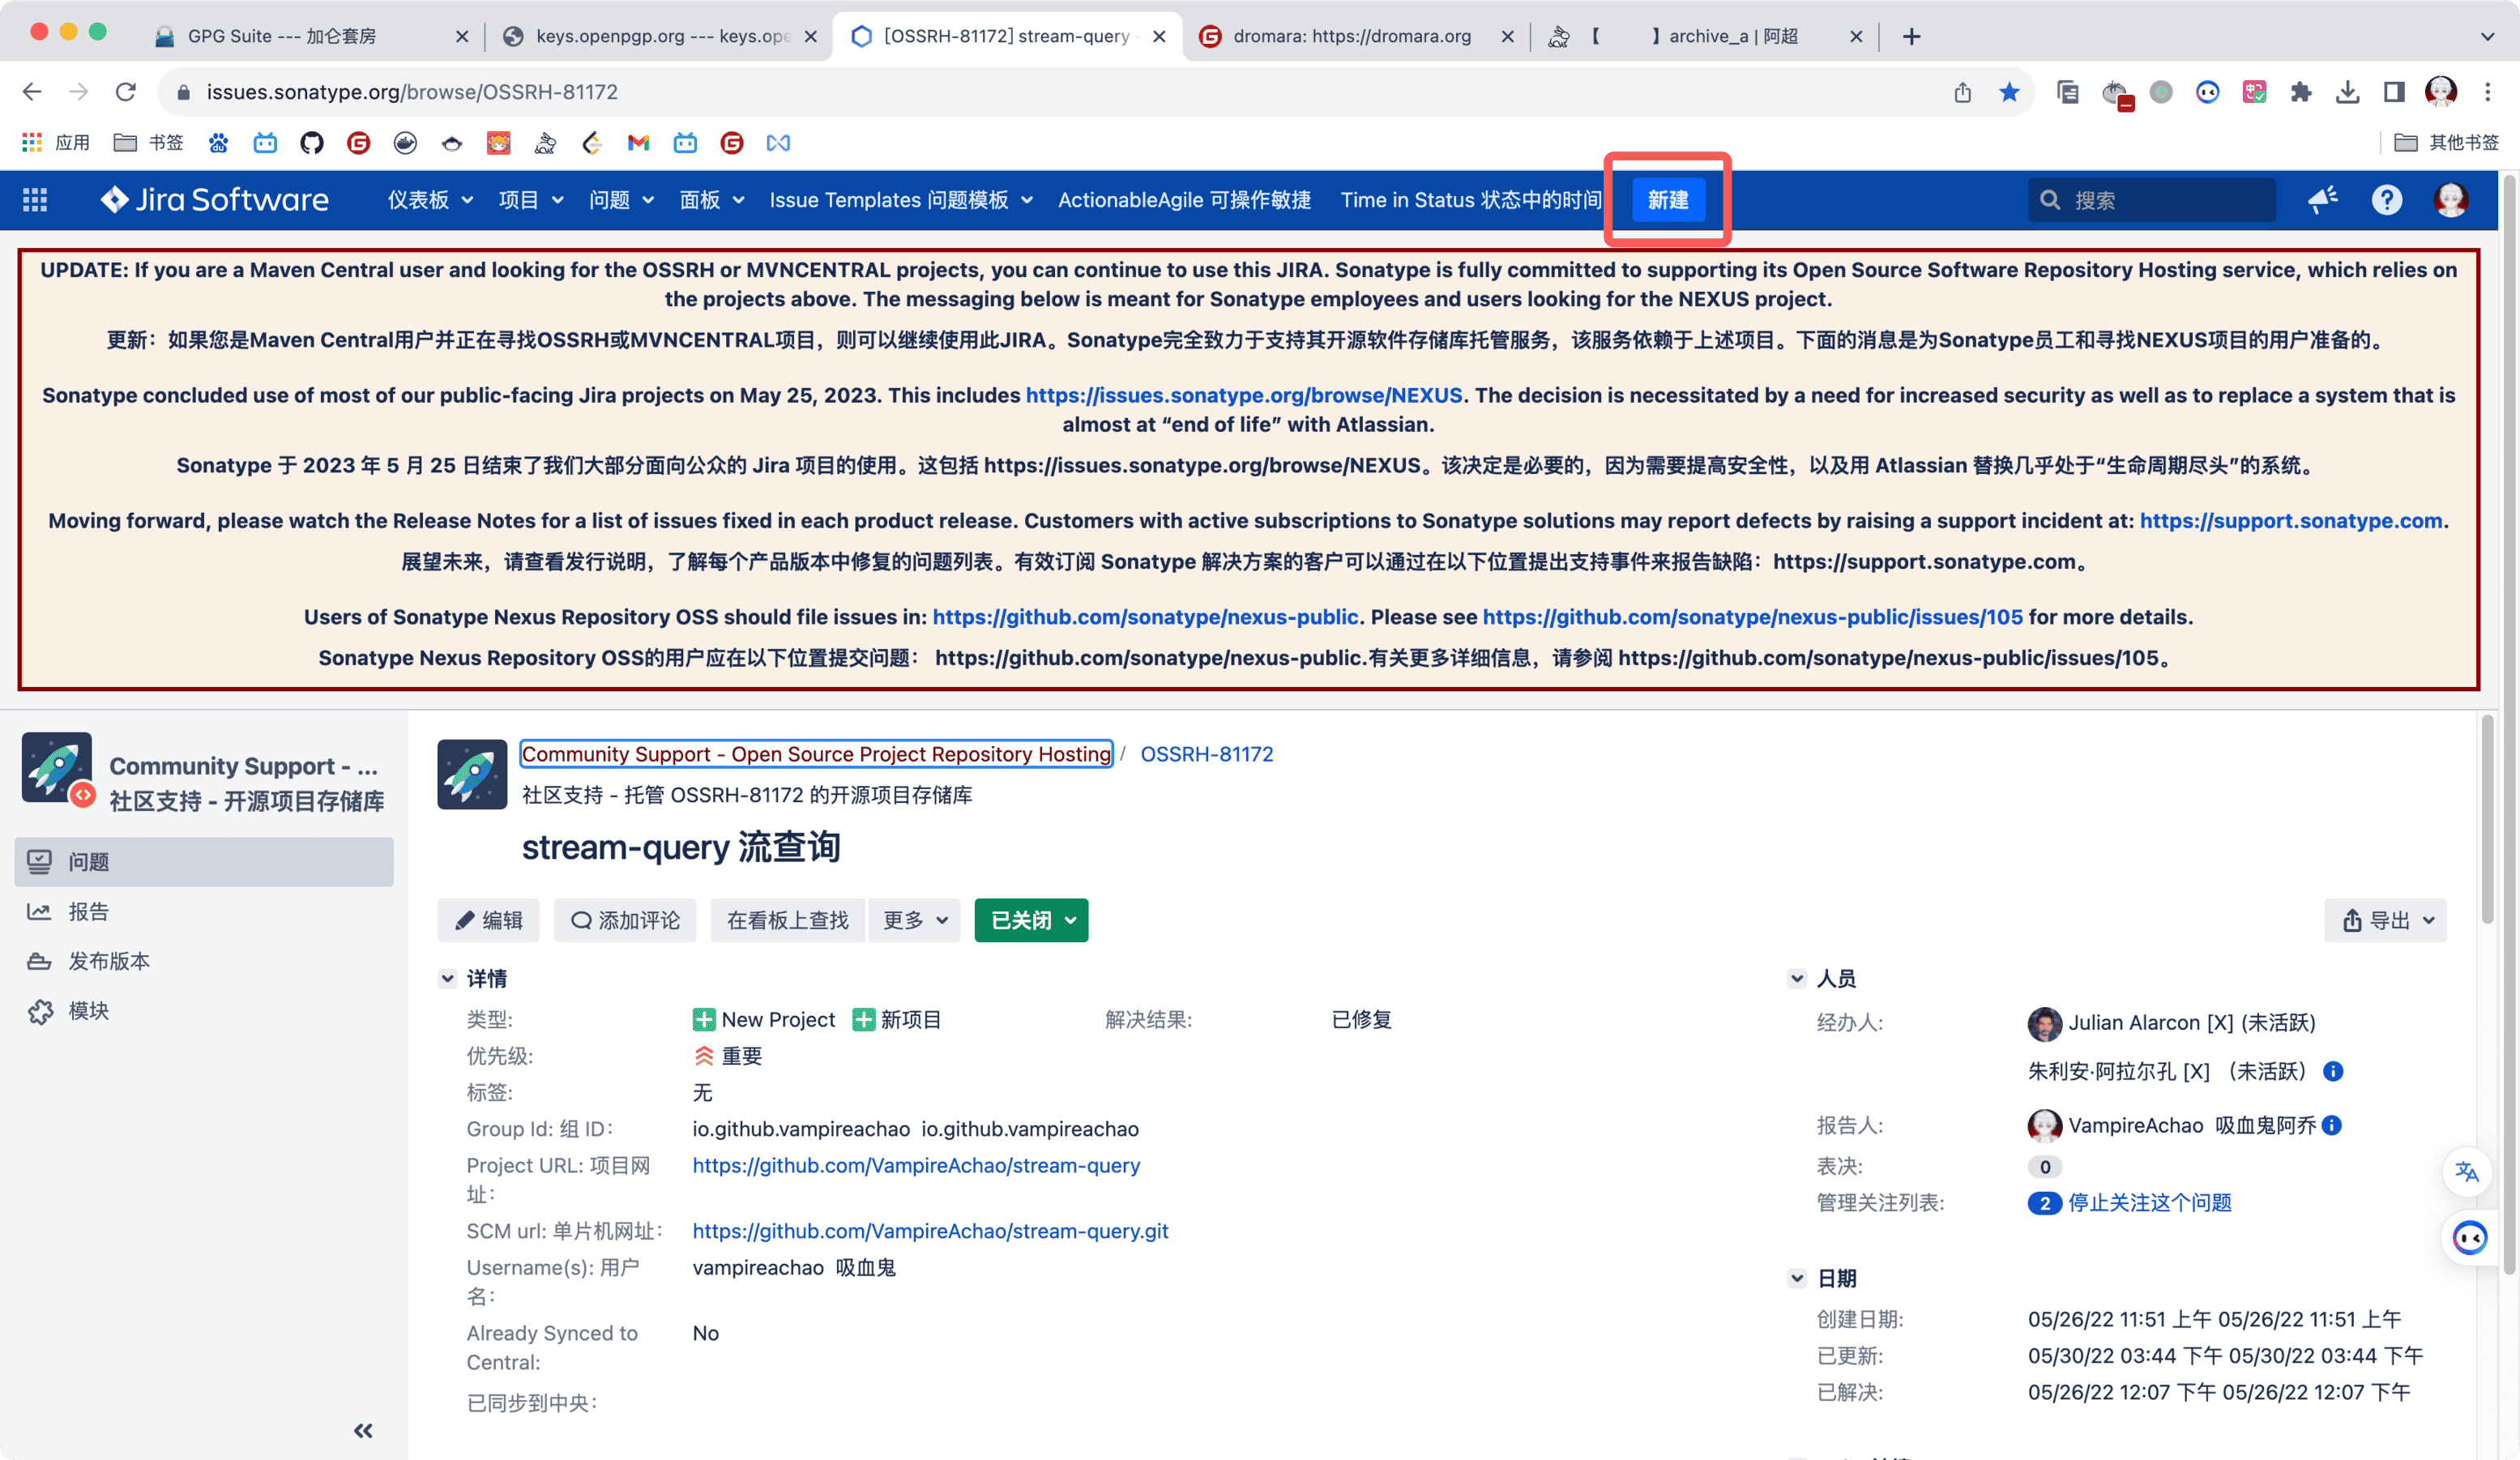 GPG Suite --- 加仑套房
keys.openpgp.org --- keys.ope
[OSSRH-81172] stream-query -
dromara: https://dromara.org
【 】archive_a | 阿超
issues.sonatype.org/browse/OSSRH-81172
应用
书签
其他书签
Jira Software
仪表板
项目
问题
面板
Issue Templates 问题模板
ActionableAgile 可操作敏捷
Time in Status 状态中的时间
新建
搜索
UPDATE: If you are a Maven Central user and looking for the OSSRH or MVNCENTRAL projects, you can continue to use this JIRA. Sonatype is fully committed to supporting its Open Source Software Repository Hosting service, which relies on
the projects above. The messaging below is meant for Sonatype employees and users looking for the NEXUS project.
更新：如果您是Maven Central用户并正在寻找OSSRH或MVNCENTRAL项目，则可以继续使用此JIRA。Sonatype完全致力于支持其开源软件存储库托管服务，该服务依赖于上述项目。下面的消息是为Sonatype员工和寻找NEXUS项目的用户准备的。
Sonatype concluded use of most of our public-facing Jira projects on May 25, 2023. This includes https://issues.sonatype.org/browse/NEXUS. The decision is necessitated by a need for increased security as well as to replace a system that is
almost at “end of life” with Atlassian.
Sonatype 于 2023 年 5 月 25 日结束了我们大部分面向公众的 Jira 项目的使用。这包括 https://issues.sonatype.org/browse/NEXUS。该决定是必要的，因为需要提高安全性，以及用 Atlassian 替换几乎处于“生命周期尽头”的系统。
Moving forward, please watch the Release Notes for a list of issues fixed in each product release. Customers with active subscriptions to Sonatype solutions may report defects by raising a support incident at: https://support.sonatype.com.
展望未来，请查看发行说明，了解每个产品版本中修复的问题列表。有效订阅 Sonatype 解决方案的客户可以通过在以下位置提出支持事件来报告缺陷：https://support.sonatype.com。
Users of Sonatype Nexus Repository OSS should file issues in: https://github.com/sonatype/nexus-public. Please see https://github.com/sonatype/nexus-public/issues/105 for more details.
Sonatype Nexus Repository OSS的用户应在以下位置提交问题： https://github.com/sonatype/nexus-public.有关更多详细信息，请参阅 https://github.com/sonatype/nexus-public/issues/105。
Community Support - ...
社区支持 - 开源项目存储库
问题
报告
发布版本
模块
Community Support - Open Source Project Repository Hosting / OSSRH-81172
社区支持 - 托管 OSSRH-81172 的开源项目存储库
stream-query 流查询
编辑
添加评论
在看板上查找
更多
已关闭
导出
详情
类型: New Project 新项目
解决结果: 已修复
优先级: 重要
标签: 无
Group Id: 组 ID： io.github.vampireachao io.github.vampireachao
Project URL: 项目网
址： https://github.com/VampireAchao/stream-query
SCM url: 单片机网址： https://github.com/VampireAchao/stream-query.git
Username(s): 用户
名： vampireachao 吸血鬼
Already Synced to
Central: No
已同步到中央：
人员
经办人: Julian Alarcon [X] (未活跃)
朱利安·阿拉尔孔 [X] （未活跃）
报告人: VampireAchao 吸血鬼阿乔
表决: 0
管理关注列表: 2 停止关注这个问题
日期
创建日期: 05/26/22 11:51 上午 05/26/22 11:51 上午
已更新: 05/30/22 03:44 下午 05/30/22 03:44 下午
已解决: 05/26/22 12:07 下午 05/26/22 12:07 下午